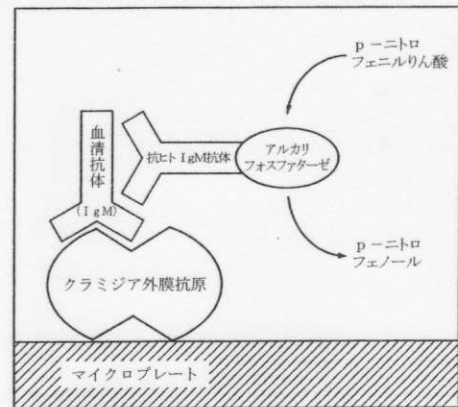 p－ニトロ
フェニルりん酸
血清抗体
(IgM)
抗ヒトIgM抗体
アルカリ
フォスファターゼ
p－ニトロ
フェノール
クラミジア外膜抗原
マイクロプレート